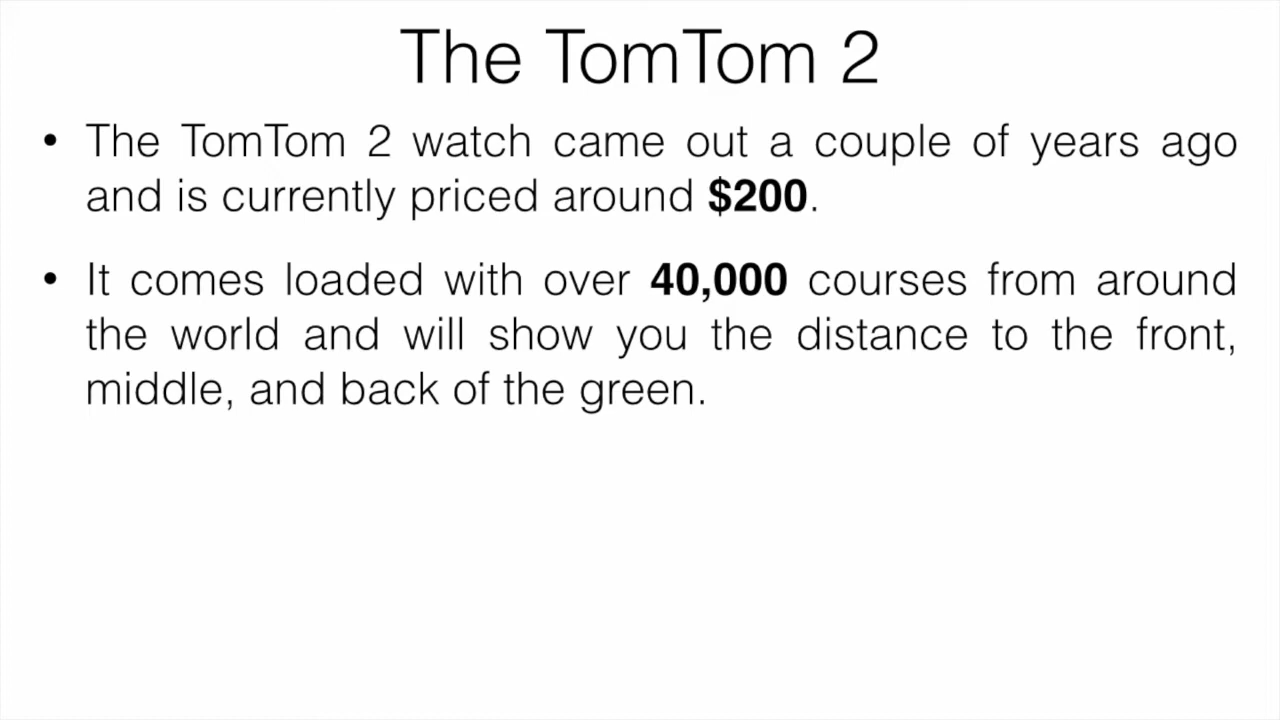 The TomTom 2
• The TomTom 2 watch came out a couple of years ago
and is currently priced around $200.
• It comes loaded with over 40,000 courses from around
the world and will show you the distance to the front,
middle, and back of the green.